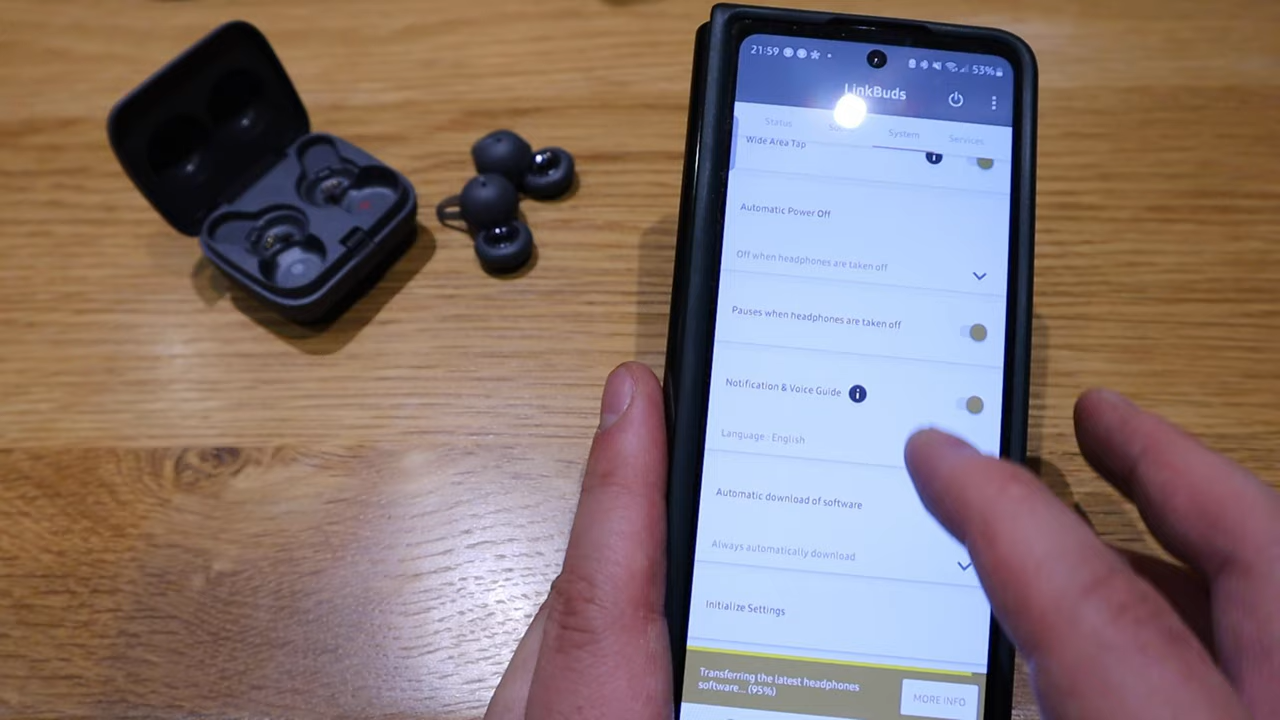 21:59
53%
LinkBuds
Status
System
Services
Wide Area Tap
Automatic Power Off
Off when headphones are taken off
Pauses when headphones are taken off
Notification & Voice Guide
Language : English
Automatic download of software
Always automatically download
Initialize Settings
Transferring the latest headphones
software... (95%)
MORE INFO